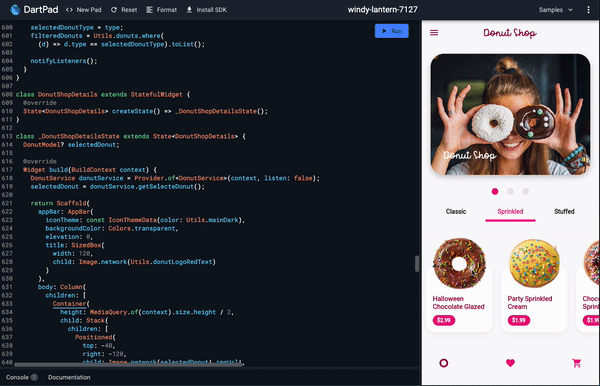 DartPad
New Pad
Reset
Format
Install SDK
windy-lantern-7127
Samples
600 selectedDonutType = type;
601 filteredDonuts = Utils.donuts.where(
602 (d) => d.type == selectedDonutType).toList();
603
604 notifyListeners();
605 }
606 }
607
608 class DonutShopDetails extends StatefulWidget {
609 @override
610 State<DonutShopDetails> createState() => _DonutShopDetailsState();
611 }
612
613 class _DonutShopDetailsState extends State<DonutShopDetails> {
614 DonutModel? selectedDonut;
615
616 @override
617 Widget build(BuildContext context) {
618 DonutService donutService = Provider.of<DonutService>(context, listen: false);
619 selectedDonut = donutService.getSelectedDonut();
620
621 return Scaffold(
622 appBar: AppBar(
623 iconTheme: const IconThemeData(color: Utils.mainDark),
624 backgroundColor: Colors.transparent,
625 elevation: 0,
626 title: SizedBox(
627 width: 120,
628 child: Image.network(Utils.donutLogoRedText)
629 )
630 ),
631 body: Column(
632 children: [
633 Container(
634 height: MediaQuery.of(context).size.height / 2,
635 child: Stack(
636 children: [
637 Positioned(
638 top: -40,
639 right: -120,
640 child: Image.network(selectedDonut!.imgUrl!,
Run
Console
Documentation
Donut Shop
Donut Shop
Classic
Sprinkled
Stuffed
Halloween
Chocolate Glazed
$2.99
Party Sprinkled
Cream
$1.99
Choc
Spri
$1.99